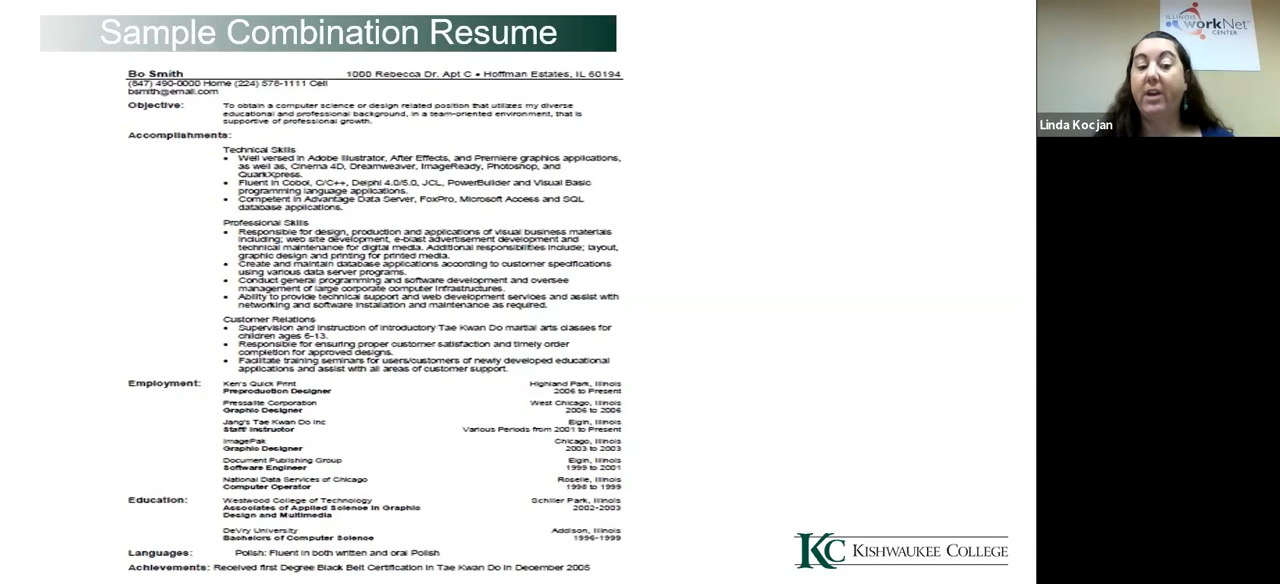 Sample Combination Resume
Bo Smith 1000 Rebecca Dr. Apt C • Hoffman Estates, IL 60194
(847) 490-0000 Home (224) 578-1111 Cell
bsmith@email.com
Objective: To obtain a computer science or design related position that utilizes my diverse
educational and professional background, in a team-oriented environment, that is
supportive of professional growth.
Accomplishments:
Technical Skills
• Well versed in Adobe Illustrator, After Effects, and Premiere graphics applications,
as well as, Cinema 4D, Dreamweaver, ImageReady, Photoshop, and
QuarkXpress.
• Fluent in Cobol, C/C++, Delphi 4.0/5.0, JCL, PowerBuilder and Visual Basic
programming language applications.
• Competent in Advantage Data Server, FoxPro, Microsoft Access and SQL
database applications.
Professional Skills
• Responsible for design, production and applications of visual business materials
including; web site development, e-blast advertisement development and
technical maintenance for digital media. Additional responsibilities include; layout,
graphic design and printing for printed media.
• Create and maintain database applications according to customer specifications
using various data server programs.
• Conduct general programming and software development and oversee
management of large corporate computer infrastructures.
• Ability to provide technical support and web development services and assist with
networking and software installation and maintenance as required.
Customer Relations
• Supervision and instruction of introductory Tae Kwan Do martial arts classes for
children ages 6-13.
• Responsible for ensuring proper customer satisfaction and timely order
completion for approved designs.
• Facilitate training seminars for users/customers of newly developed educational
applications and assist with all areas of customer support.
Employment: Ken's Quick Print Highland Park, Illinois
Preproduction Designer 2006 to Present
Pressalite Corporation West Chicago, Illinois
Graphic Designer 2005 to 2006
Jang's Tae Kwan Do Inc Elgin, Illinois
Staff Instructor Various Periods from 2001 to Present
ImagePak Chicago, Illinois
Graphic Designer 2003 to 2003
Document Publishing Group Elgin, Illinois
Software Engineer 1999 to 2001
National Data Services of Chicago Roselle, Illinois
Computer Operator 1998 to 1999
Education: Westwood College of Technology Schiller Park, Illinois
Associates of Applied Science in Graphic 2002-2003
Design and Multimedia
DeVry University Addison, Illinois
Bachelors of Computer Science 1996-1999
Languages: Polish: Fluent in both written and oral Polish
Achievements: Received first Degree Black Belt Certification in Tae Kwan Do in December 2005
KC KISHWAUKEE COLLEGE
ILLINOIS
workNet
CENTER
Linda Kocjan